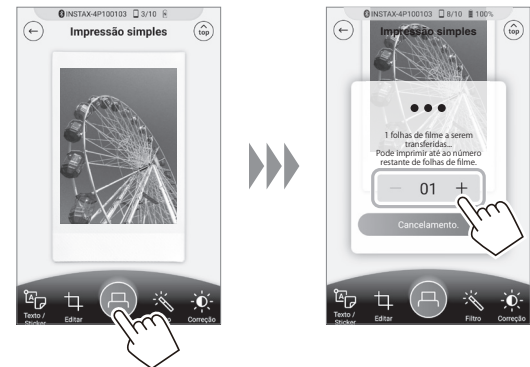 INSTAX-4P100103 3/10
Impressão simples
top
Texto /
Sticker
Editar
Correção
INSTAX-4P100103 8/10 100%
Impressão simples
top
1 folhas de filme a serem
transferidas...
Pode imprimir até ao número
restante de folhas de filme.
— 01 +
Cancelamento.
Texto /
Sticker
Editar
Filtro
Correção